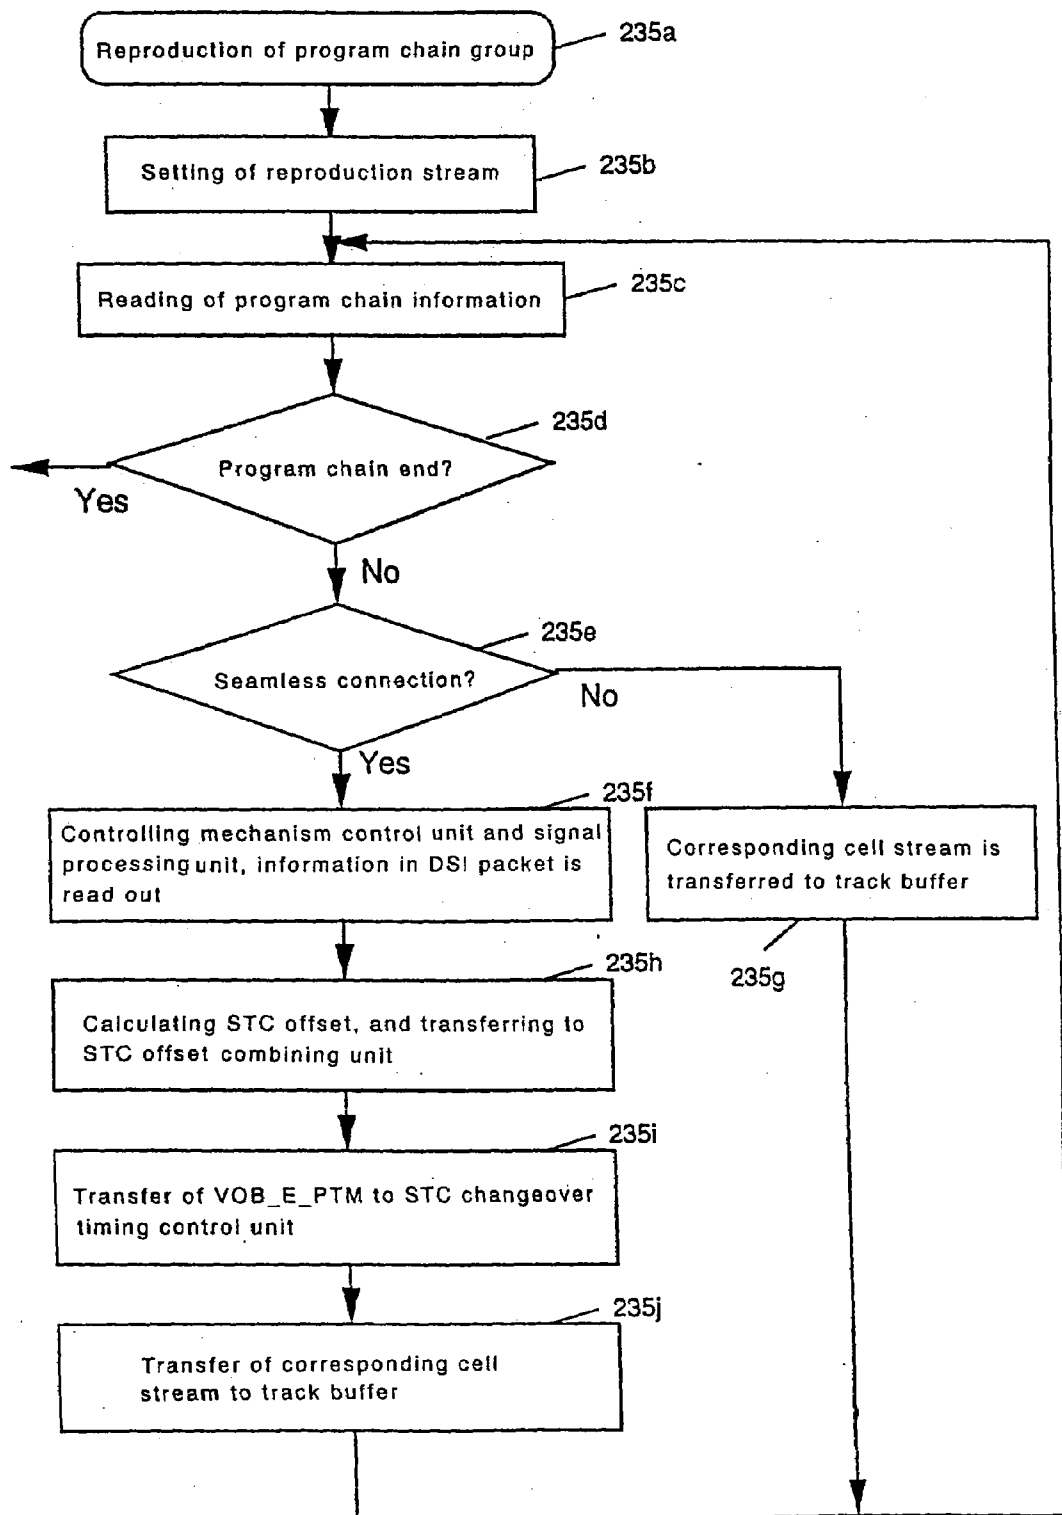 Reproduction of program chain group
235a
Setting of reproduction stream
235b
Reading of program chain information
235c
235d
Program chain end?
Yes
No
235e
Seamless connection?
No
Yes
235f
Controlling mechanism control unit and signal
processing unit, information in DSI packet is
read out
Corresponding cell stream is
transferred to track buffer
235g
235h
Calculating STC offset, and transferring to
STC offset combining unit
235i
Transfer of VOB_E_PTM to STC changeover
timing control unit
235j
Transfer of corresponding cell
stream to track buffer